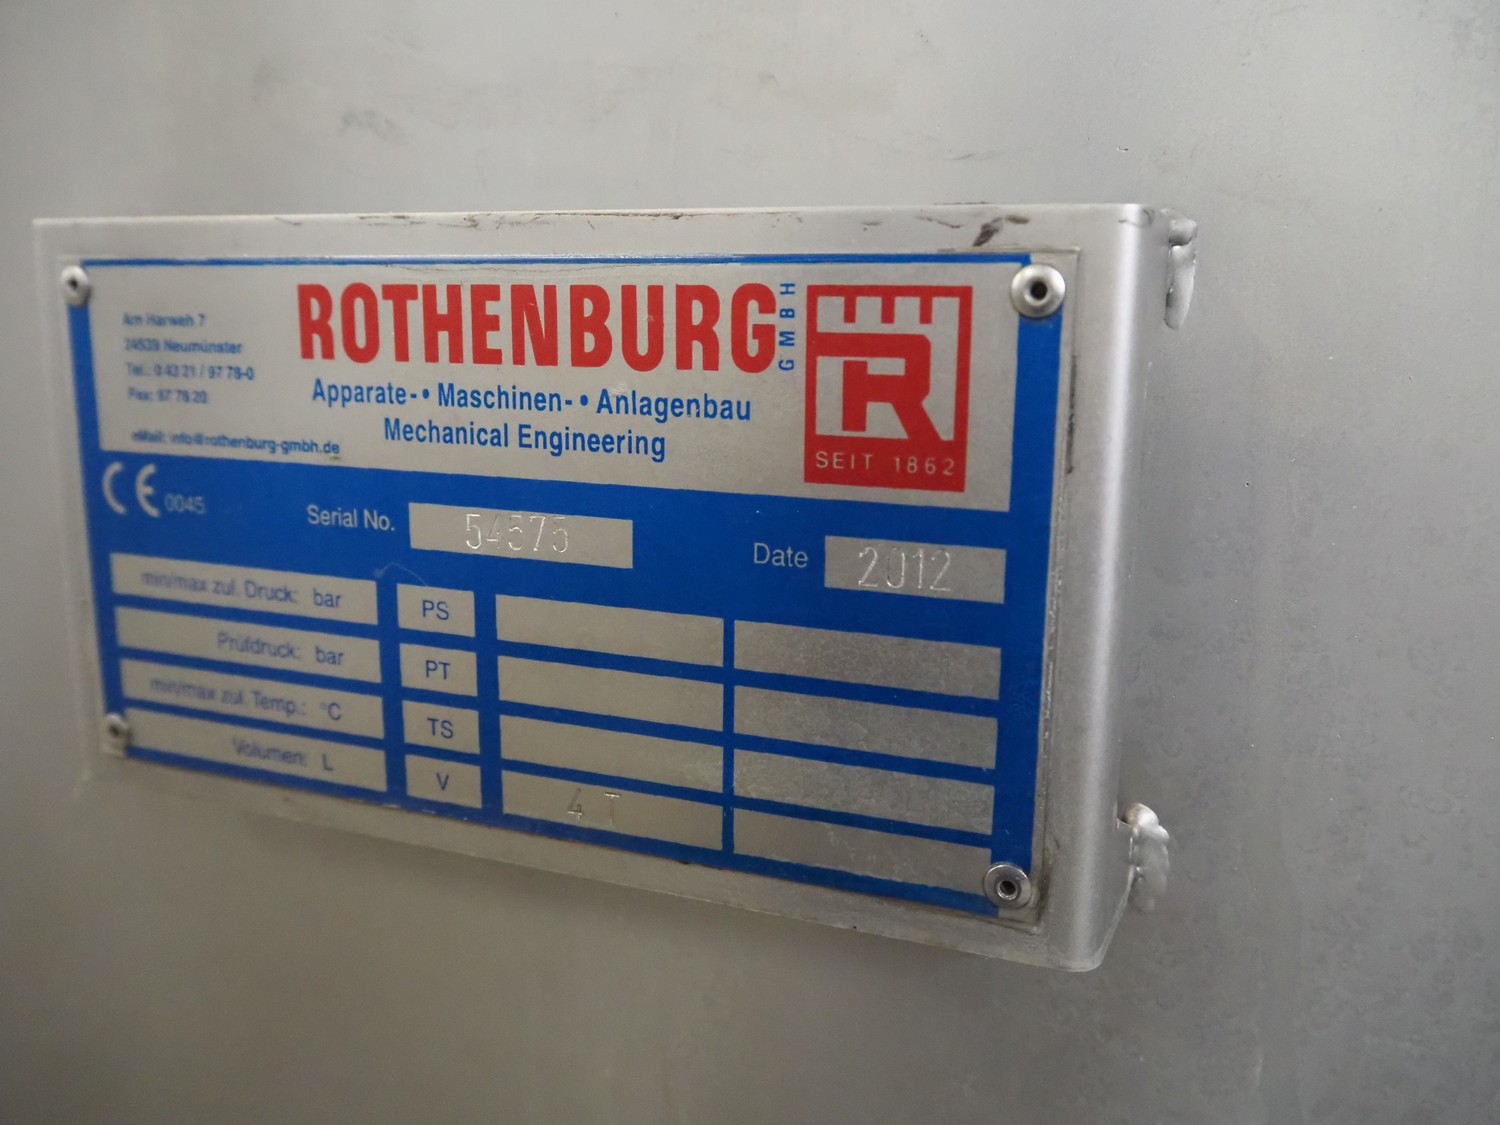 Am Harweh 7
24539 Neumünster
Tel.: 0 43 21 / 97 78-0
Fax: 97 78 20
eMail: info@rothenburg-gmbh.de
ROTHENBURG GMBH
Apparate- • Maschinen- • Anlagenbau
Mechanical Engineering
R
SEIT 1862
CE 0045
Serial No. 54575
Date 2012
min/max zul. Druck: bar PS
Prüfdruck: bar PT
min/max zul. Temp.: °C TS
Volumen: L V 4 T